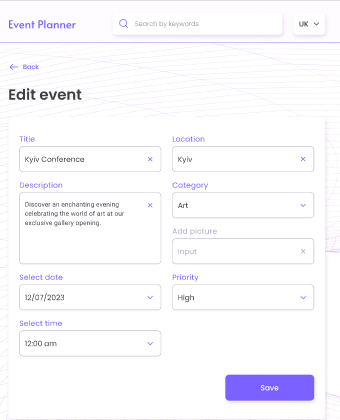 Event Planner
Search by keywords
UK
Back
Edit event
Title
Location
Kyiv Conference
Kyiv
Description
Category
Discover an enchanting evening
celebrating the world of art at our
exclusive gallery opening.
Art
Add picture
Input
Select date
Priority
12/07/2023
High
Select time
12:00 am
Save